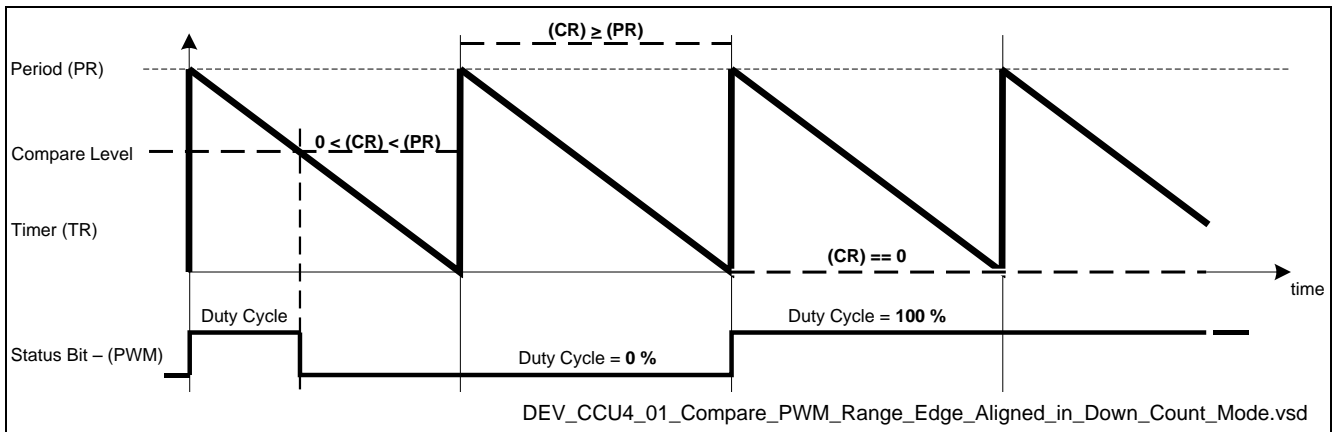 (CR) ≥ (PR)
Period (PR)
0 < (CR) < (PR)
Compare Level
Timer (TR)
(CR) == 0
time
Duty Cycle
Duty Cycle = 100 %
Status Bit – (PWM)
Duty Cycle = 0 %
DEV_CCU4_01_Compare_PWM_Range_Edge_Aligned_in_Down_Count_Mode.vsd